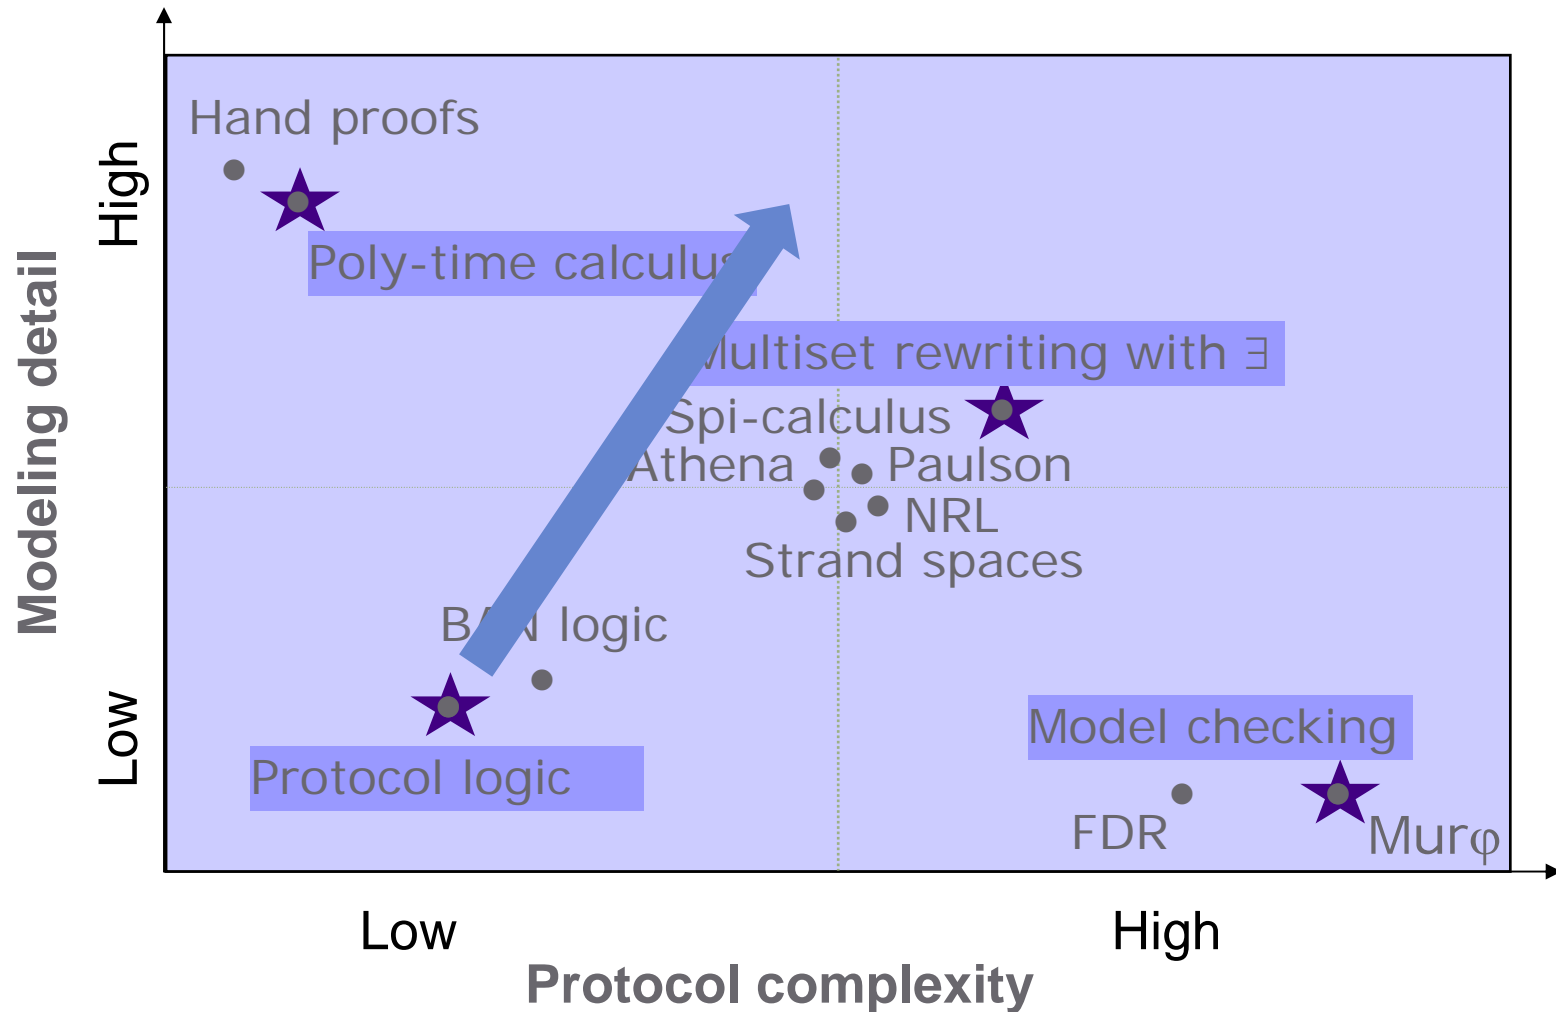 Hand proofs
High
Poly-time calculus
Modeling detail
Multiset rewriting with ∃
Spi-calculus
Athena
Paulson
NRL
Strand spaces
BAN logic
Low
Model checking
Protocol logic
FDR
Murφ
Low
High
Protocol complexity